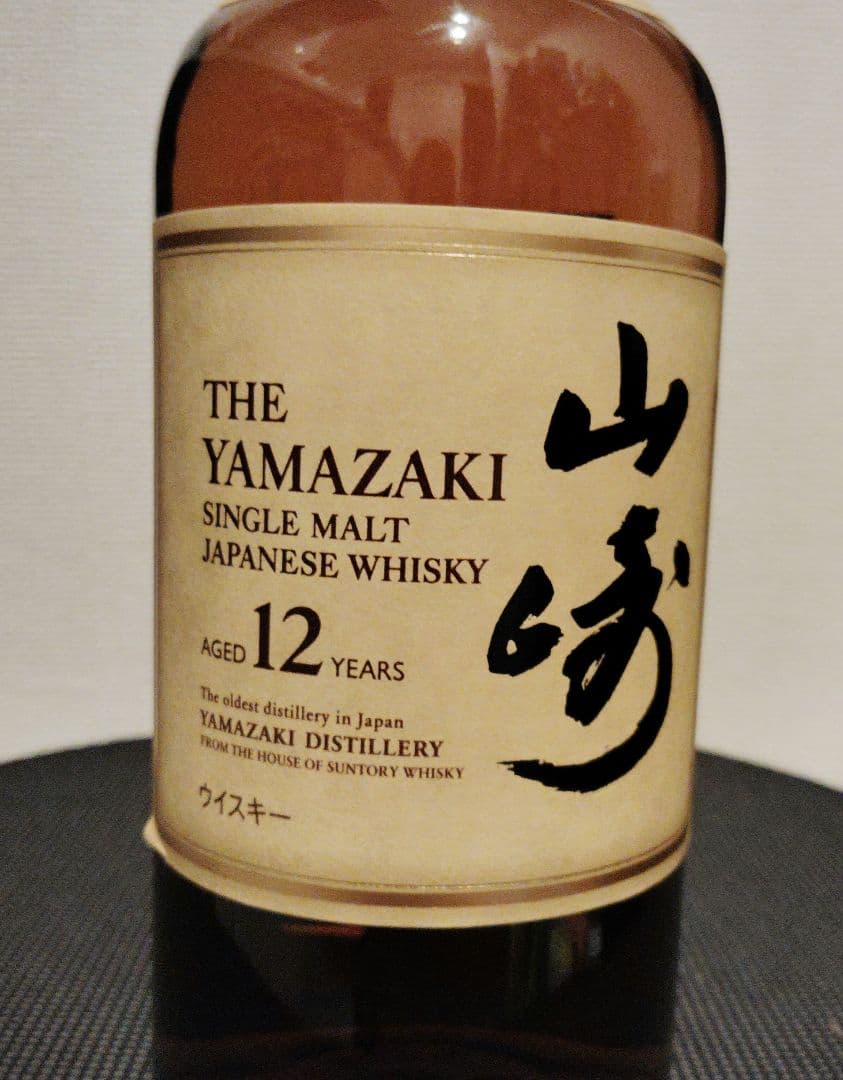 THE
YAMAZAKI
SINGLE MALT
JAPANESE WHISKY
AGED 12 YEARS
The oldest distillery in Japan
YAMAZAKI DISTILLERY
FROM THE HOUSE OF SUNTORY WHISKY
ウイスキー
山崎